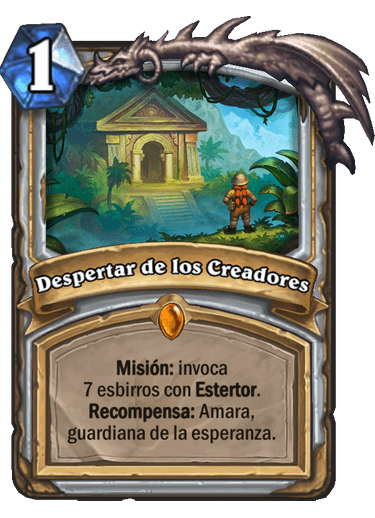 1
Despertar de los Creadores
Misión: invoca
7 esbirros con Estertor.
Recompensa: Amara,
guardiana de la esperanza.